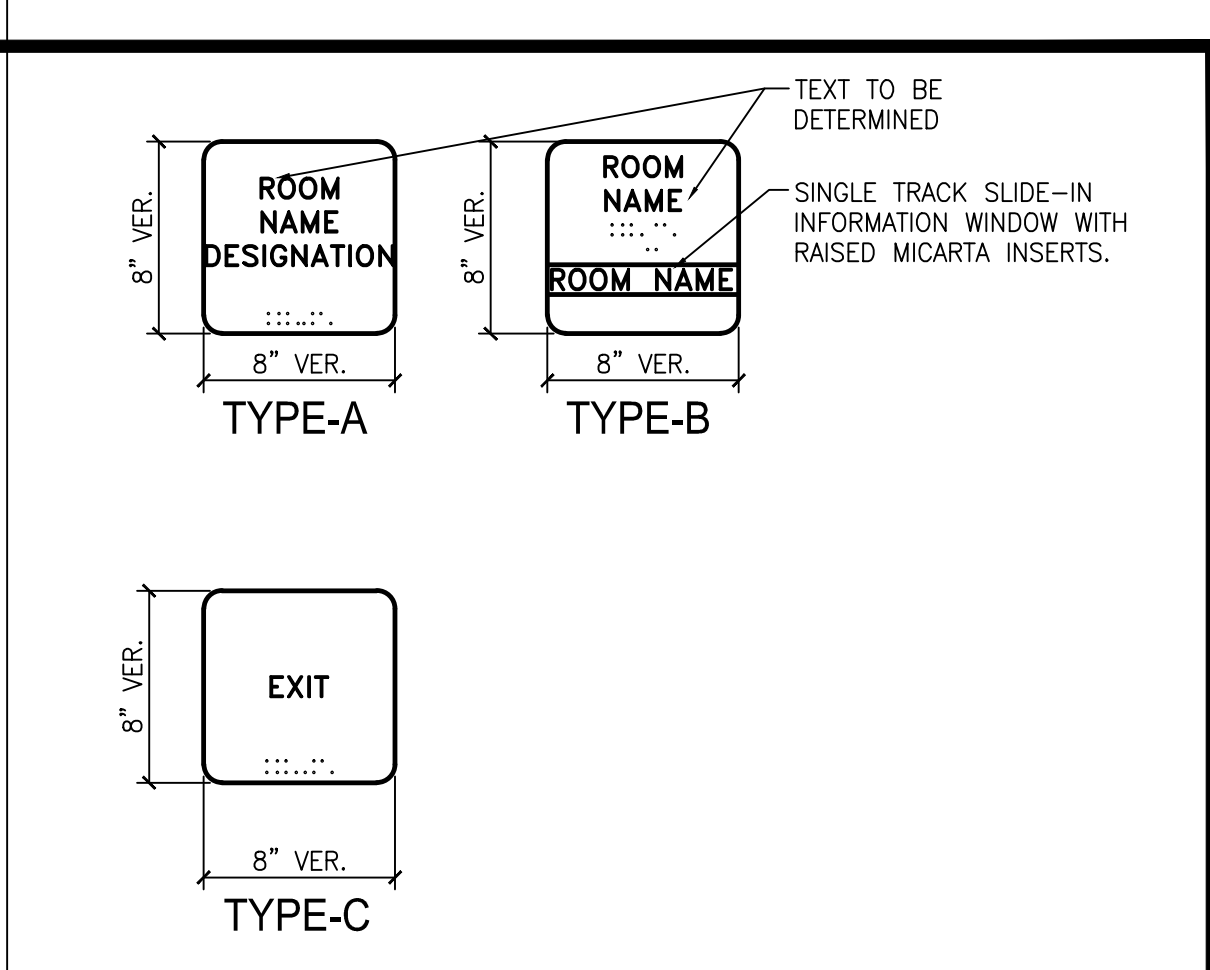 TEXT TO BE
DETERMINED
8” VER.
ROOM
NAME
DESIGNATION
8” VER.
TYPE-A
8” VER.
ROOM
NAME
ROOM NAME
8” VER.
TYPE-B
SINGLE TRACK SLIDE-IN
INFORMATION WINDOW WITH
RAISED MICARTA INSERTS.
8” VER.
EXIT
8” VER.
TYPE-C